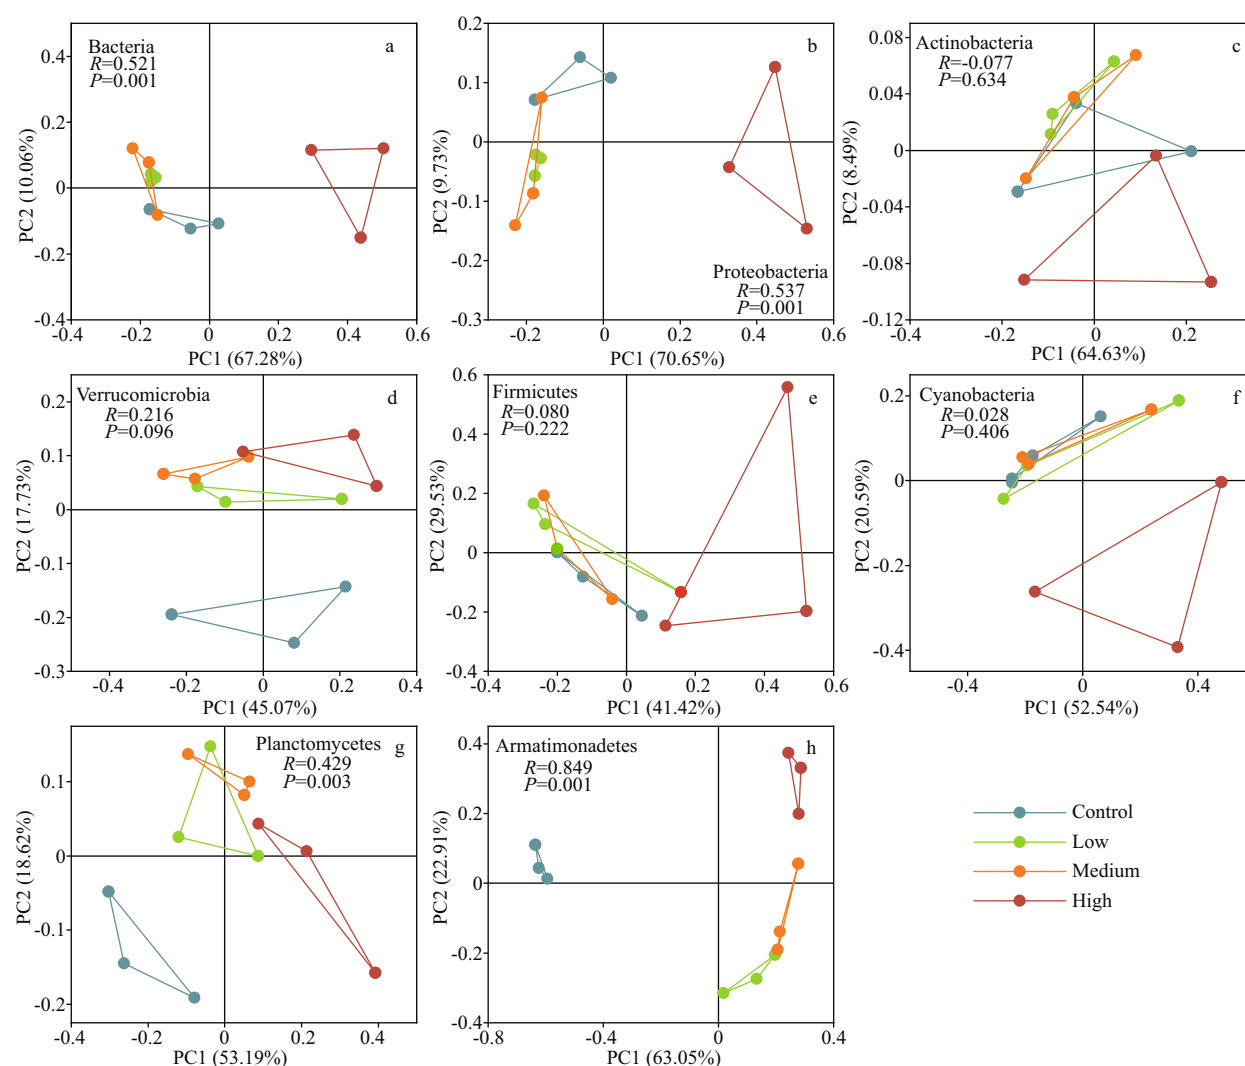 Bacteria
R=0.521
P=0.001
a
0.4
0.2
0
-0.2
-0.4
PC2 (10.06%)
-0.4
-0.2
0
0.2
0.4
0.6
PC1 (67.28%)
b
0.2
0.1
0
-0.1
-0.2
-0.3
PC2 (9.73%)
Proteobacteria
R=0.537
P=0.001
-0.4
-0.2
0
0.2
0.4
0.6
PC1 (70.65%)
Actinobacteria
R=-0.077
P=0.634
c
0.08
0.04
0
-0.04
-0.08
-0.12
PC2 (8.49%)
-0.4
-0.2
0
0.2
PC1 (64.63%)
Verrucomicrobia
R=0.216
P=0.096
d
0.2
0.1
0
-0.1
-0.2
-0.3
PC2 (17.73%)
-0.4
-0.2
0
0.2
0.4
PC1 (45.07%)
Firmicutes
R=0.080
P=0.222
e
0.6
0.4
0.2
0
-0.2
-0.4
PC2 (29.53%)
-0.4
-0.2
0
0.2
0.4
0.6
PC1 (41.42%)
Cyanobacteria
R=0.028
P=0.406
f
0.2
0
-0.2
-0.4
PC2 (20.59%)
-0.4
0
0.4
PC1 (52.54%)
Planctomycetes
R=0.429
P=0.003
g
0.1
0
-0.1
-0.2
PC2 (18.62%)
-0.4
-0.2
0
0.2
0.4
PC1 (53.19%)
Armatimonadetes
R=0.849
P=0.001
h
0.4
0.2
0
-0.2
-0.4
PC2 (22.91%)
-0.8
-0.4
0
0.4
PC1 (63.05%)
Control
Low
Medium
High